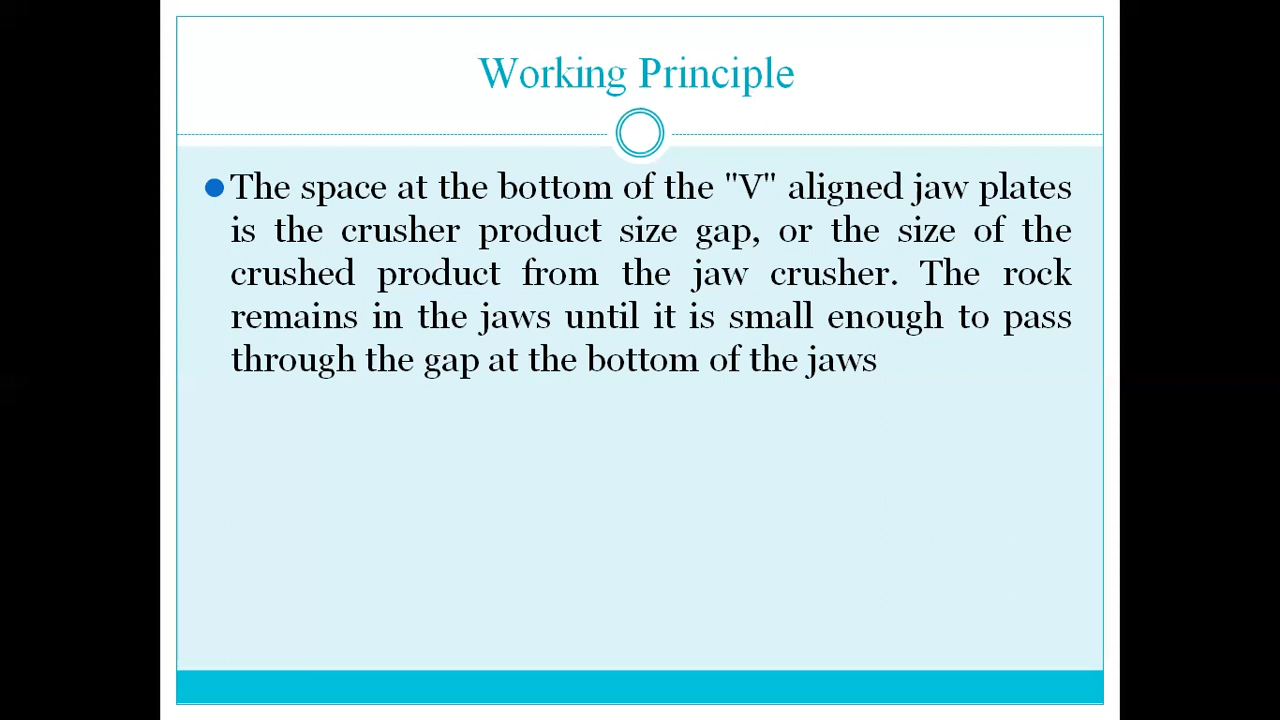 Working Principle
The space at the bottom of the "V" aligned jaw plates
is the crusher product size gap, or the size of the
crushed product from the jaw crusher. The rock
remains in the jaws until it is small enough to pass
through the gap at the bottom of the jaws